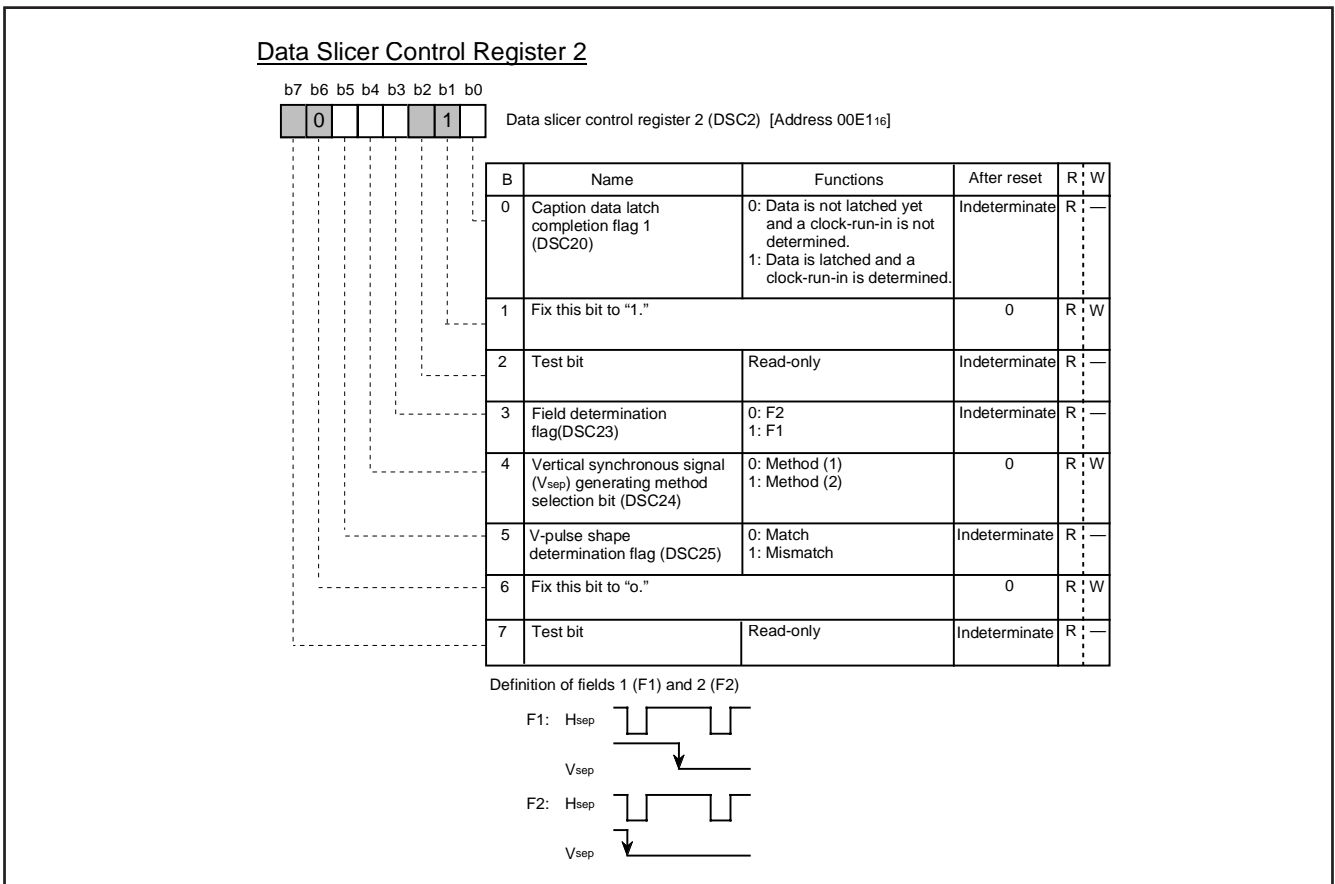 Data Slicer Control Register 2
b7 b6 b5 b4 b3 b2 b1 b0
0 1
Data slicer control register 2 (DSC2) [Address 00E116]
B Name Functions After reset R W
0 Caption data latch completion flag 1 (DSC20) 0: Data is not latched yet and a clock-run-in is not determined. 1: Data is latched and a clock-run-in is determined. Indeterminate R —
1 Fix this bit to “1.” 0 R W
2 Test bit Read-only Indeterminate R —
3 Field determination flag(DSC23) 0: F2 1: F1 Indeterminate R —
4 Vertical synchronous signal (Vsep) generating method selection bit (DSC24) 0: Method (1) 1: Method (2) 0 R W
5 V-pulse shape determination flag (DSC25) 0: Match 1: Mismatch Indeterminate R —
6 Fix this bit to “o.” 0 R W
7 Test bit Read-only Indeterminate R —
Definition of fields 1 (F1) and 2 (F2)
F1: Hsep
Vsep
F2: Hsep
Vsep